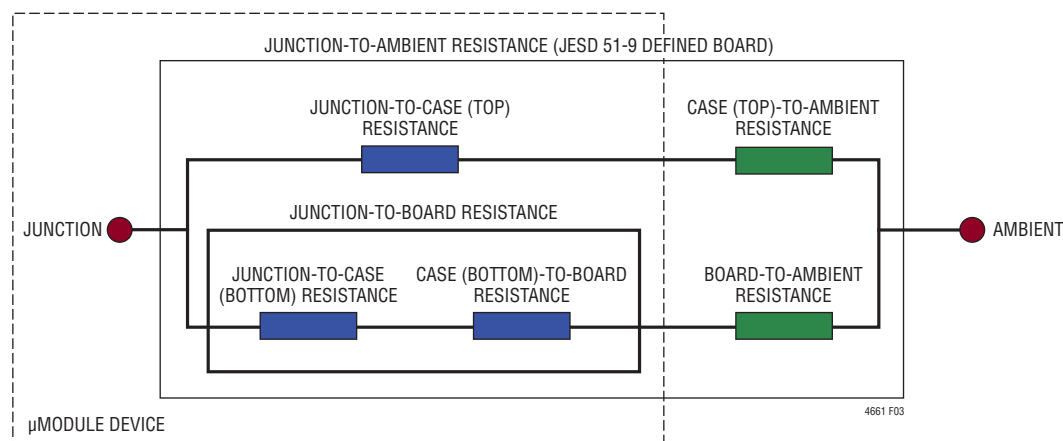 JUNCTION-TO-AMBIENT RESISTANCE (JESD 51-9 DEFINED BOARD)
JUNCTION-TO-CASE (TOP)
RESISTANCE
CASE (TOP)-TO-AMBIENT
RESISTANCE
JUNCTION-TO-BOARD RESISTANCE
JUNCTION
AMBIENT
JUNCTION-TO-CASE
(BOTTOM) RESISTANCE
CASE (BOTTOM)-TO-BOARD
RESISTANCE
BOARD-TO-AMBIENT
RESISTANCE
4661 F03
µMODULE DEVICE